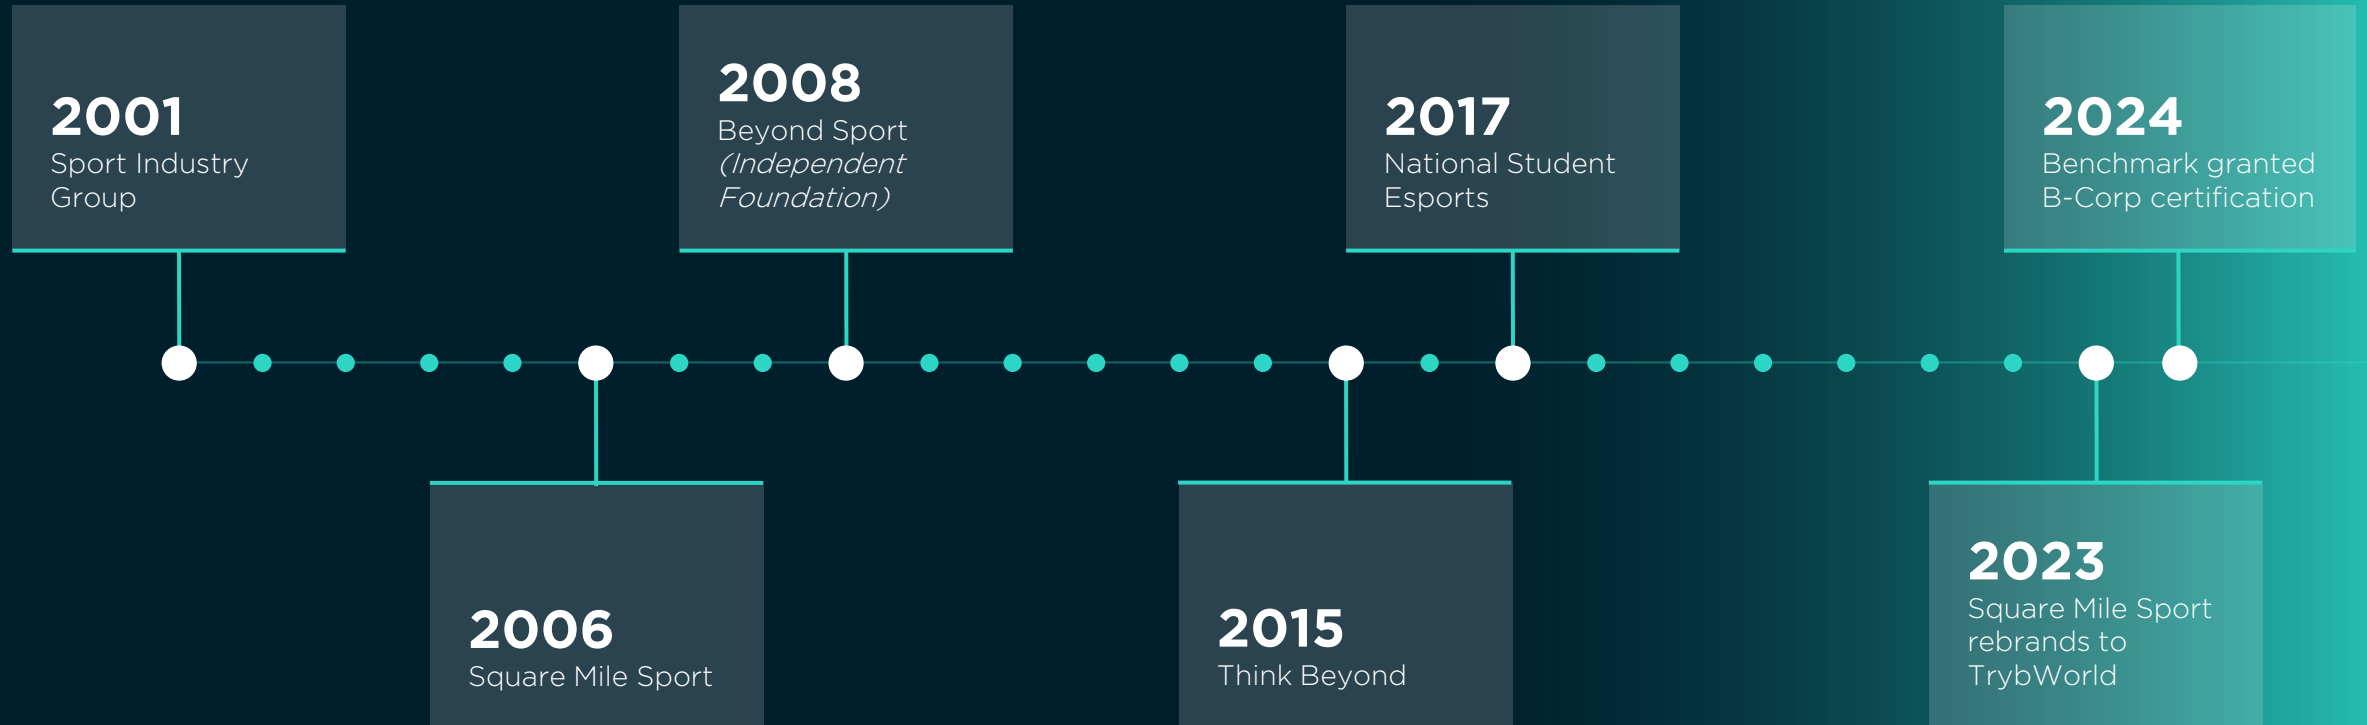 2001
Sport Industry
Group
2006
Square Mile Sport
2008
Beyond Sport
(Independent
Foundation)
2015
Think Beyond
2017
National Student
Esports
2023
Square Mile Sport
rebrands to
TrybWorld
2024
Benchmark granted
B-Corp certification